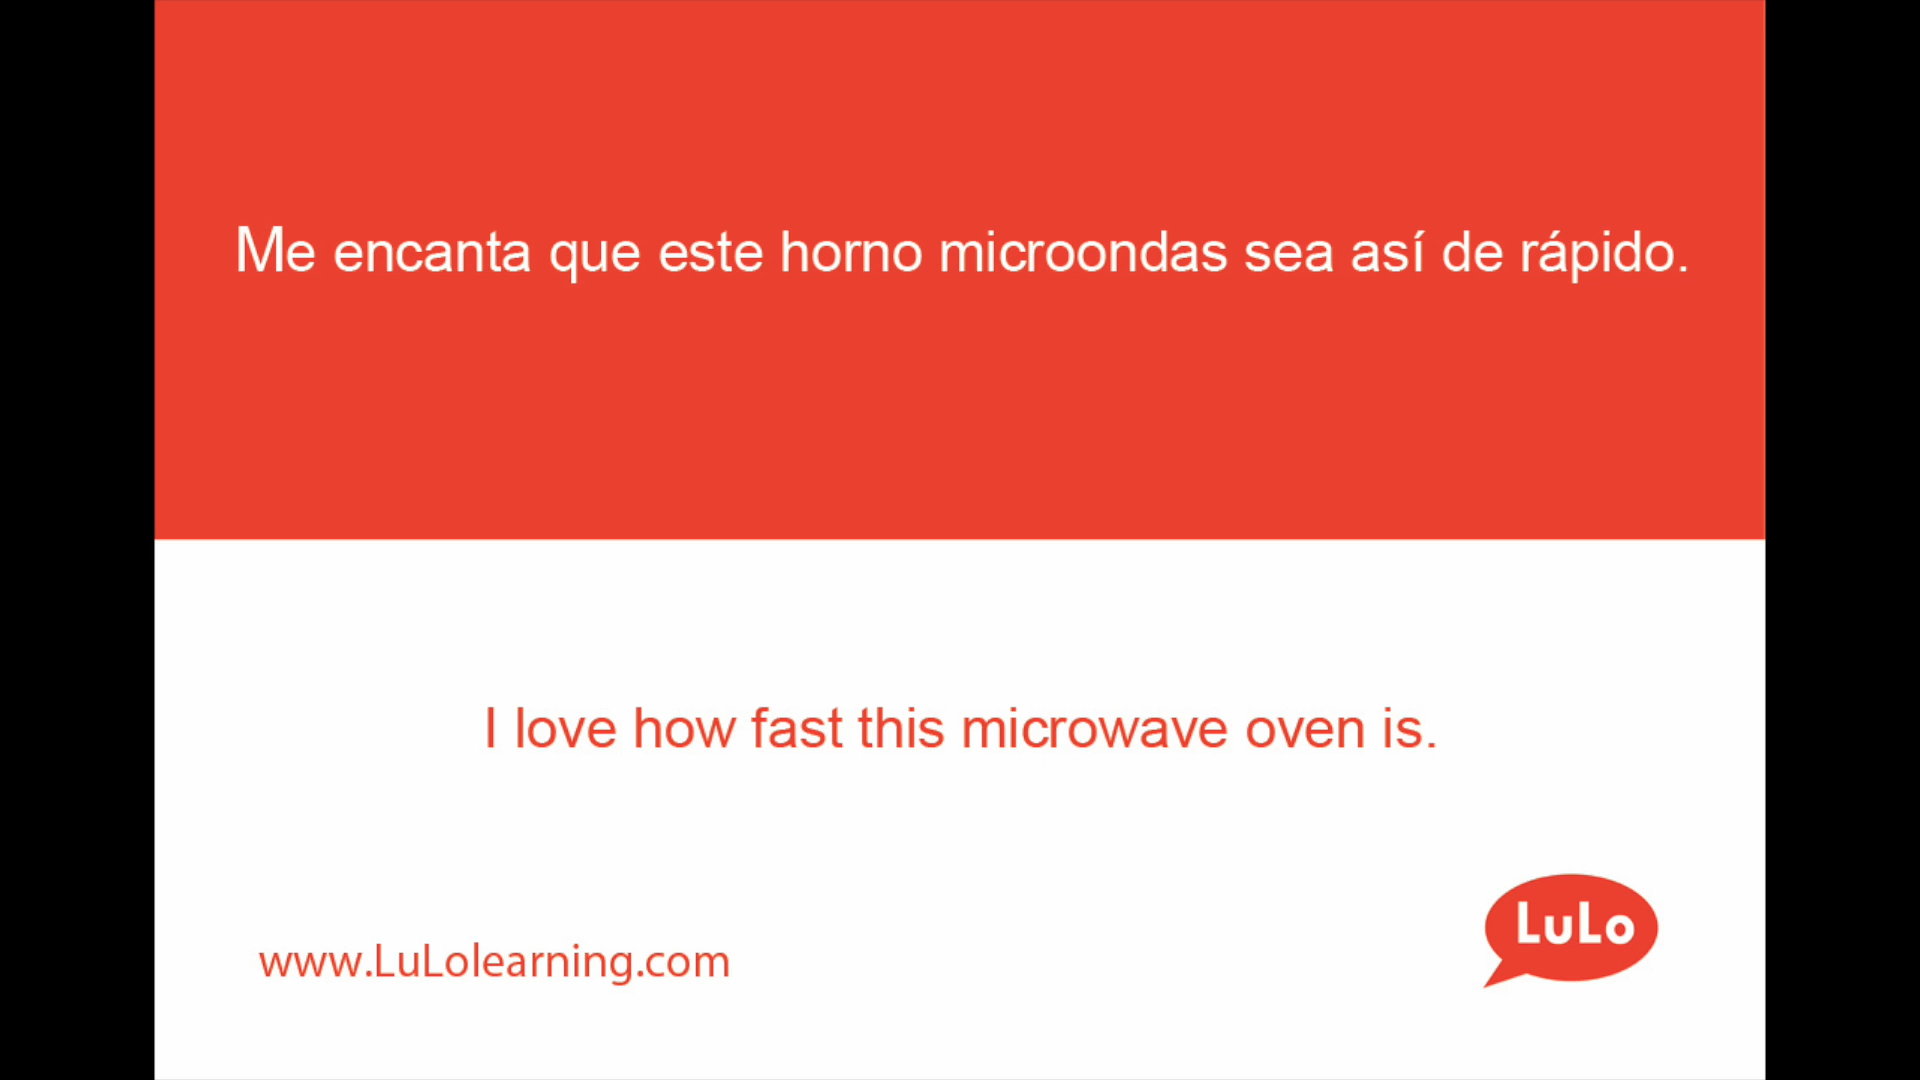 Me encanta que este horno microondas sea así de rápido.
I love how fast this microwave oven is.
LuLo
www.LuLolearning.com